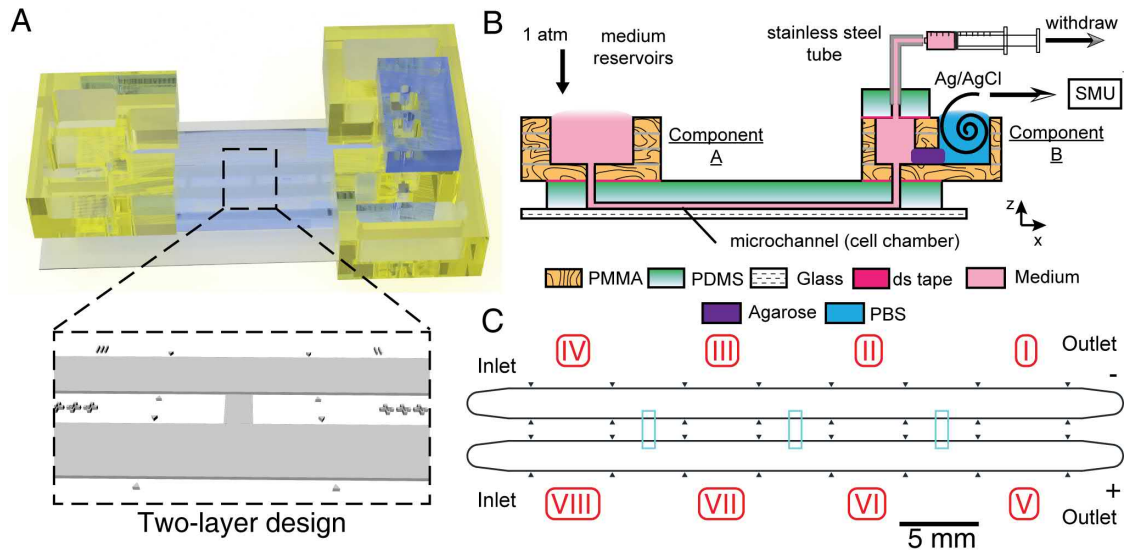 A
Two-layer design
B
1 atm
medium
reservoirs
stainless steel
tube
withdraw
Ag/AgCl
SMU
Component
A
Component
B
microchannel (cell chamber)
z
x
PMMA
PDMS
Glass
ds tape
Medium
Agarose
PBS
C
Inlet
IV
III
II
I
Outlet
-
Inlet
VIII
VII
VI
V
+
Outlet
5 mm